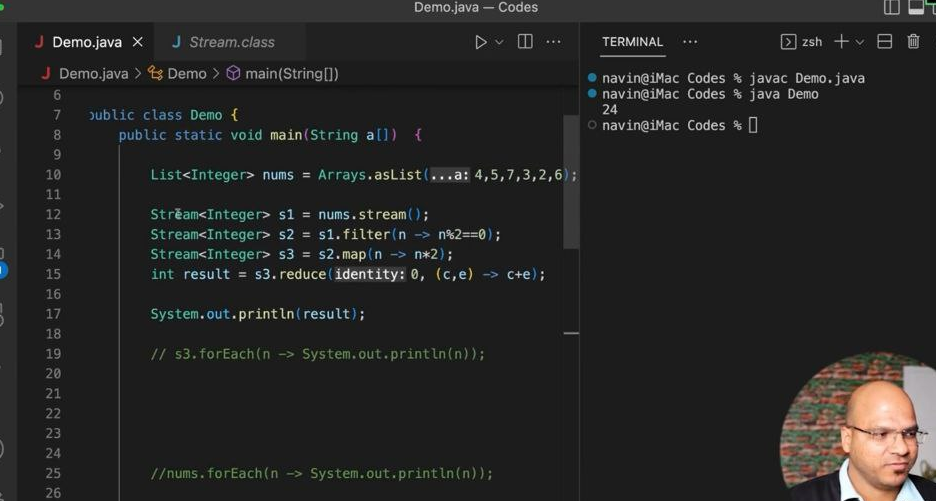 Demo.java — Codes
J Demo.java ×
J Stream.class
...
J Demo.java > Demo > main(String[])
6
7 public class Demo {
8 public static void main(String a[]) {
9
10 List<Integer> nums = Arrays.asList(...a: 4,5,7,3,2,6);
11
12 Stream<Integer> s1 = nums.stream();
13 Stream<Integer> s2 = s1.filter(n -> n%2==0);
14 Stream<Integer> s3 = s2.map(n -> n*2);
15 int result = s3.reduce(identity: 0, (c,e) -> c+e);
16
17 System.out.println(result);
18
19 // s3.forEach(n -> System.out.println(n));
20
21
22
23
24
25 //nums.forEach(n -> System.out.println(n));
26
TERMINAL ... zsh
navin@iMac Codes % javac Demo.java
navin@iMac Codes % java Demo
24
navin@iMac Codes %